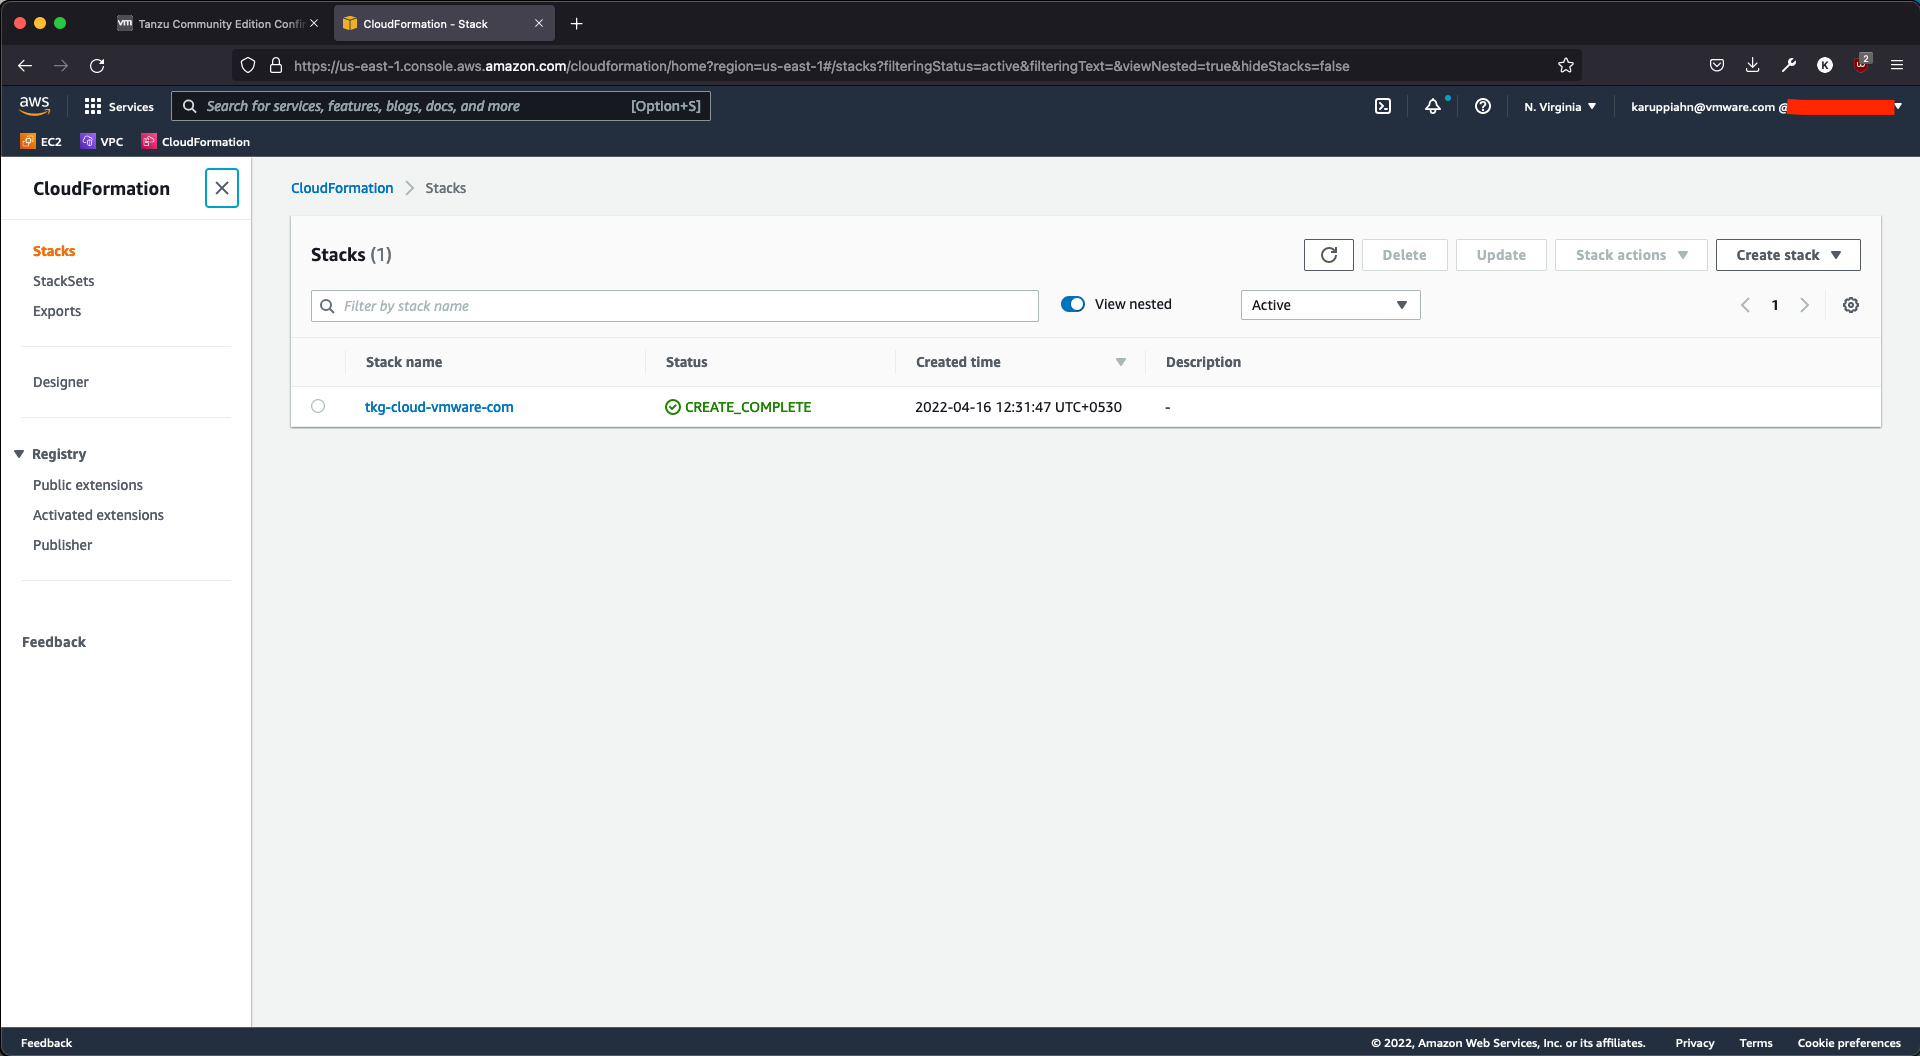 vm Tanzu Community Edition Confi
CloudFormation - Stack
https://us-east-1.console.aws.amazon.com/cloudformation/home?region=us-east-1#/stacks?filteringStatus=active&filteringText=&viewNested=true&hideStacks=false
K
2
aws
Services
Search for services, features, blogs, docs, and more
[Option+S]
N. Virginia
karuppiahn@vmware.com @
EC2
VPC
CloudFormation
CloudFormation
Stacks
StackSets
Exports
Designer
Registry
Public extensions
Activated extensions
Publisher
Feedback
CloudFormation
Stacks
Stacks (1)
Delete
Update
Stack actions
Create stack
Filter by stack name
View nested
Active
1
Stack name
Status
Created time
Description
tkg-cloud-vmware-com
CREATE_COMPLETE
2022-04-16 12:31:47 UTC+0530
-
Feedback
© 2022, Amazon Web Services, Inc. or its affiliates.
Privacy
Terms
Cookie preferences